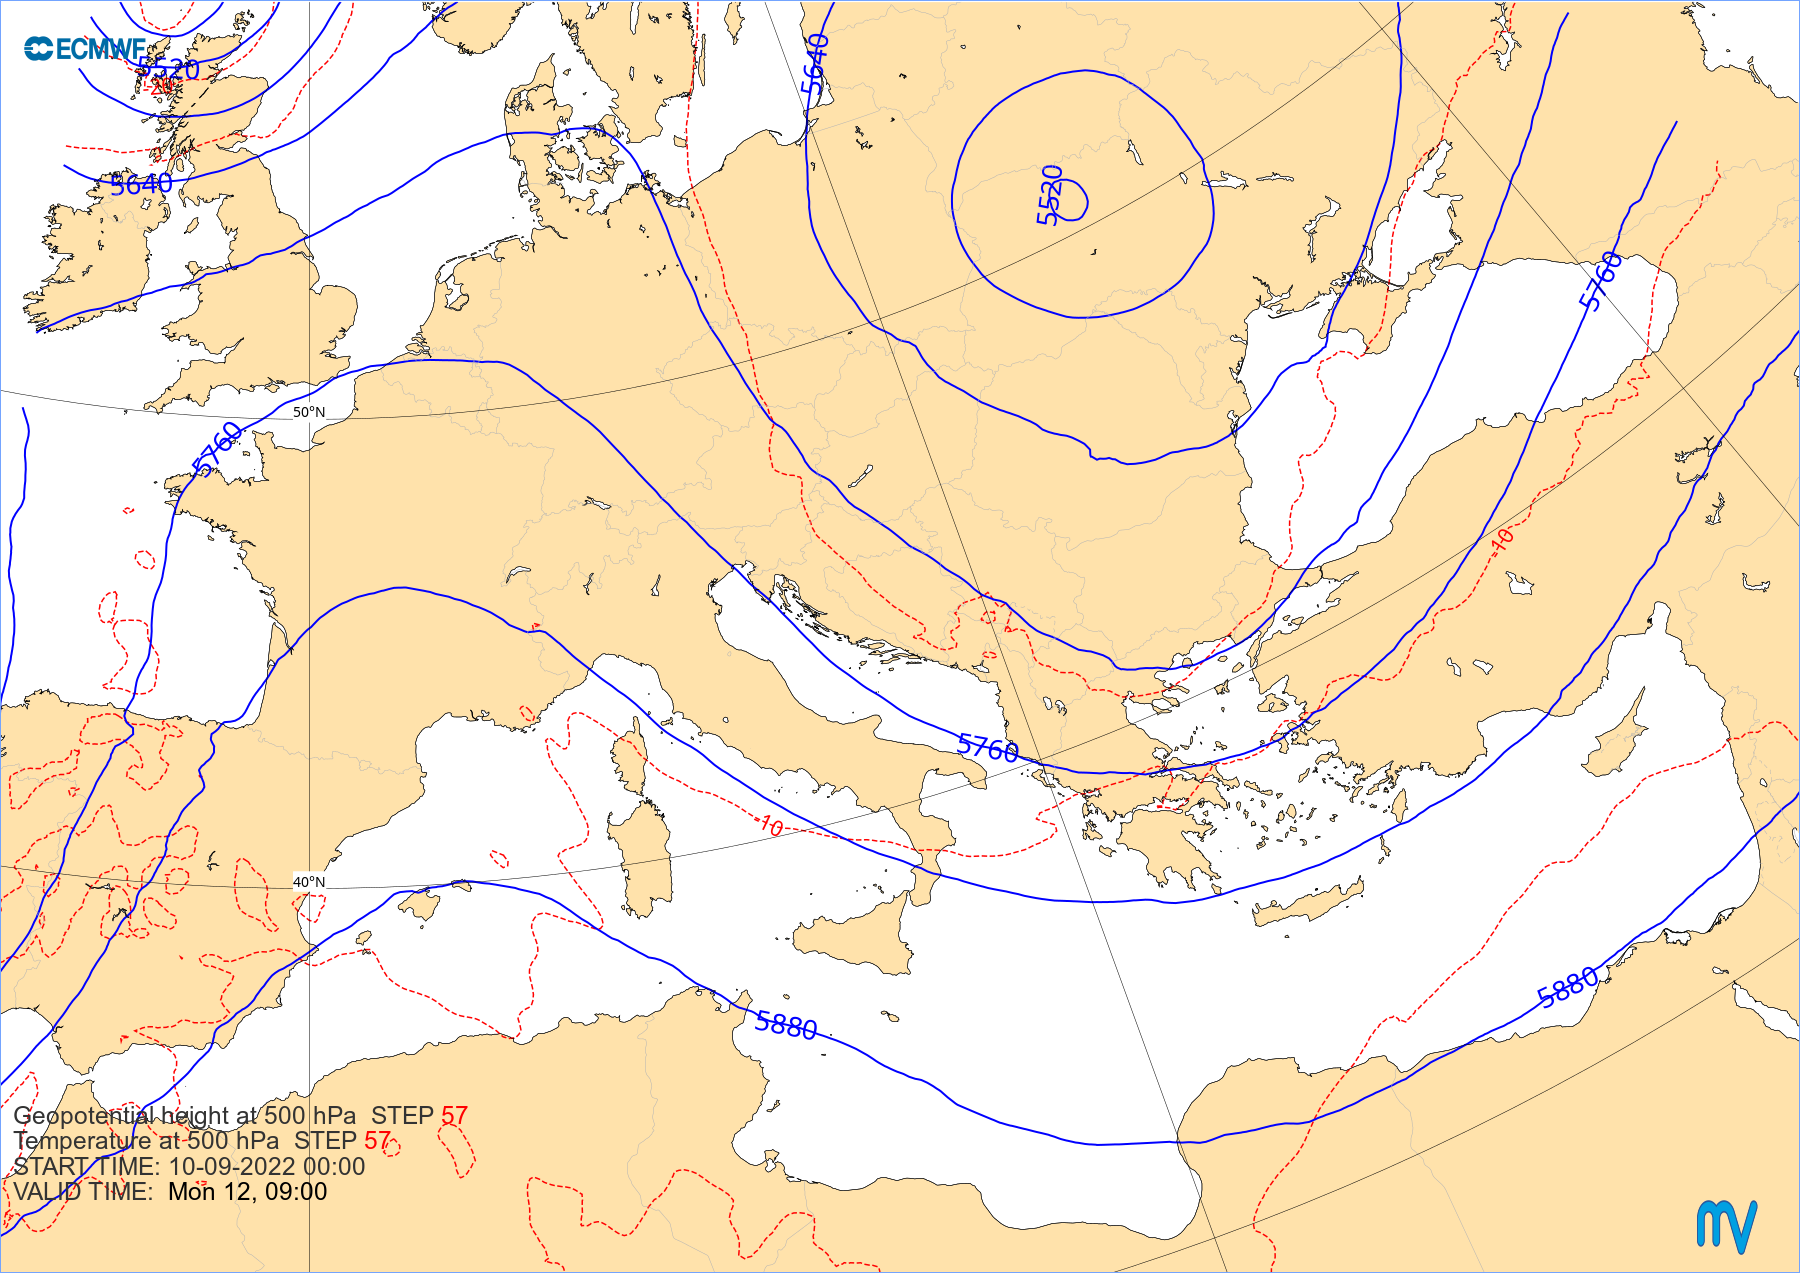 ECMWF
5520
-20
5640
5640
5520
5760
50°N
5760
-10
5760
-10
40°N
5880
5880
Geopotential height at 500 hPa  STEP 57
Temperature at 500 hPa  STEP 57
START TIME: 10-09-2022 00:00
VALID TIME:  Mon 12, 09:00